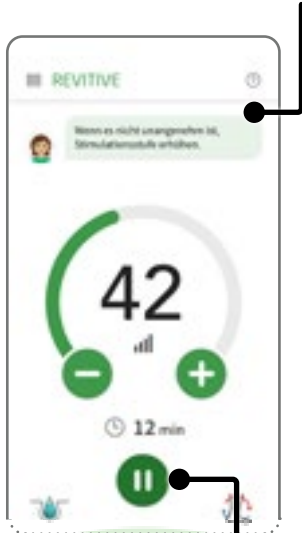 REVITIVE
Wenn es nicht unangenehm ist,
Stimulationsstufe erhöhen.
42
12 min